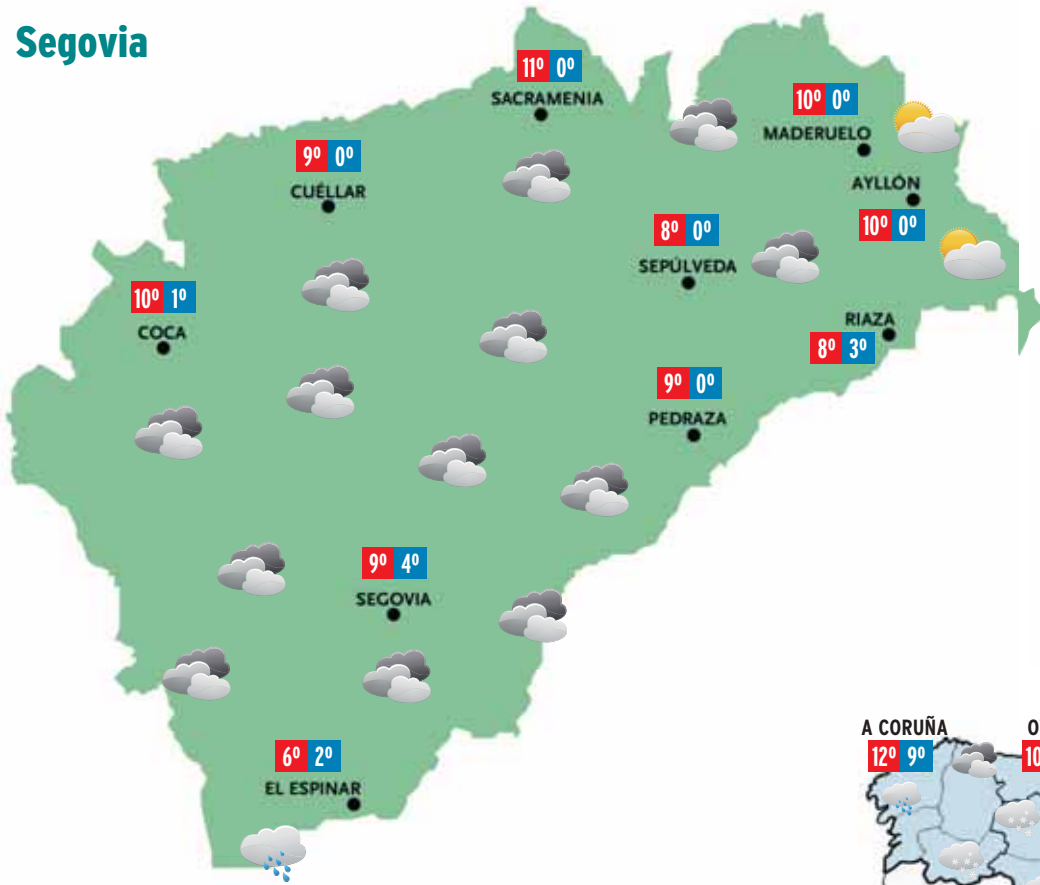 Segovia
11º 0º
SACRAMENIA
10º 0º
MADERUELO
9º 0º
CUÉLLAR
AYLLÓN
10º 0º
8º 0º
SEPÚLVEDA
10º 1º
COCA
RIAZA
8º 3º
9º 0º
PEDRAZA
9º 4º
SEGOVIA
A CORUÑA
12º 9º
O
10
6º 2º
EL ESPINAR